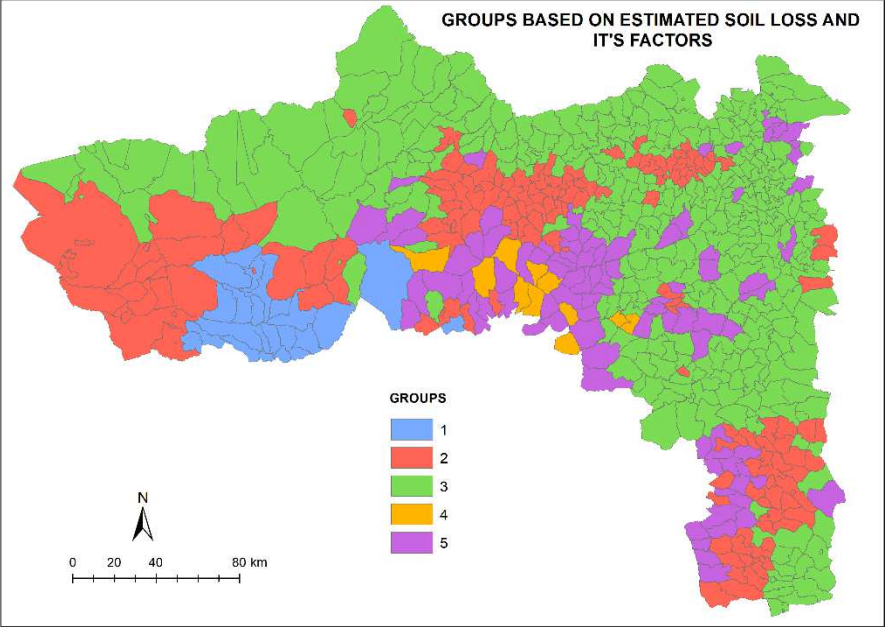 GROUPS BASED ON ESTIMATED SOIL LOSS AND
IT'S FACTORS
GROUPS
1
2
3
4
5
N
0 20 40 80 km